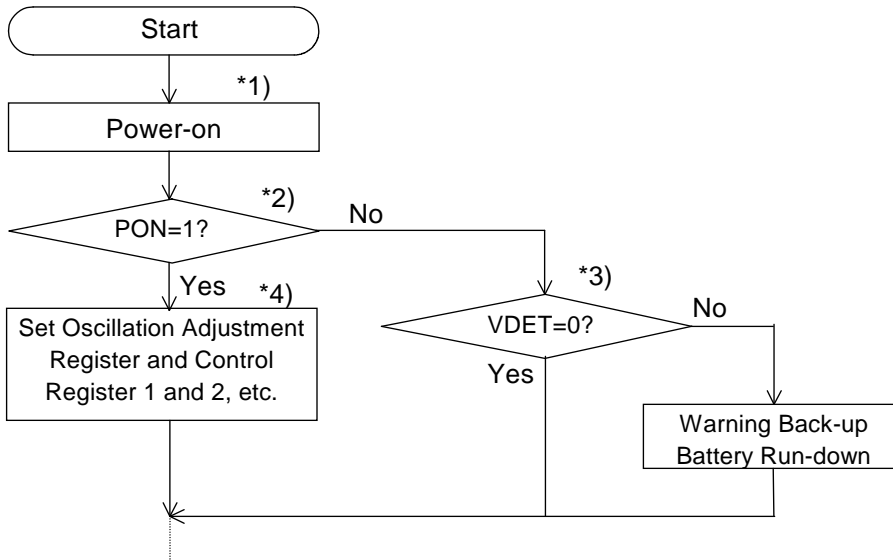 Start
*1)
Power-on
*2)
PON=1?
No
Yes
*3)
*4)
VDET=0?
No
Set Oscillation Adjustment
Register and Control
Register 1 and 2, etc.
Yes
Warning Back-up
Battery Run-down